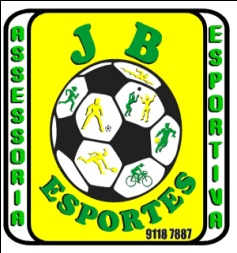 ASSESSORIA
J B
ESPORTES
ESPORTIVA
9118 7887